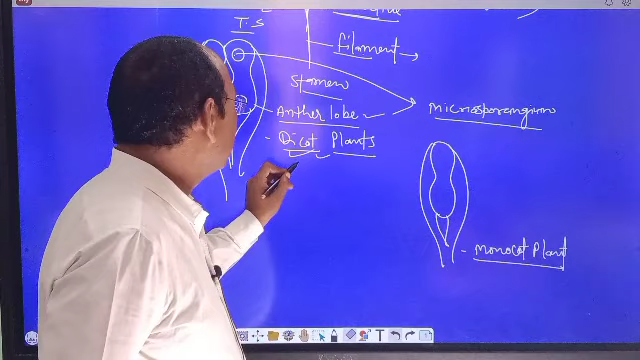 T.S
Filament
Stamen
Anther lobe
Microsporangium
- Dicot Plants
- Monocot Plant